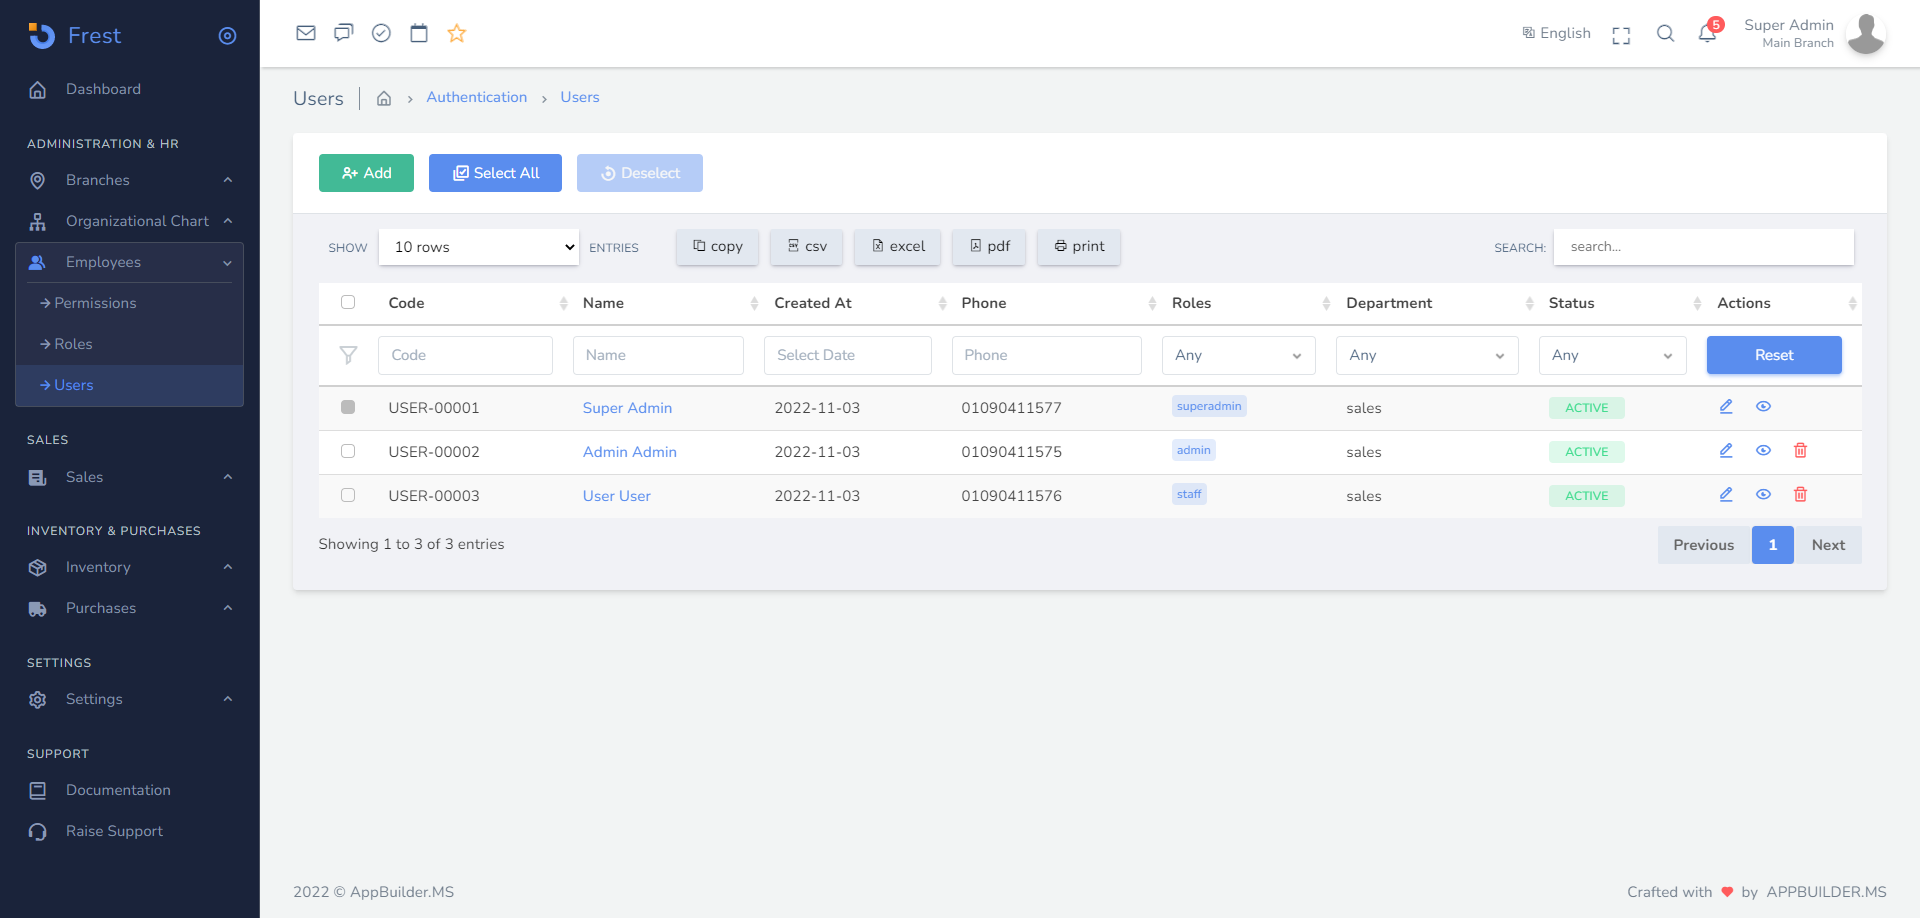 Frest
Dashboard
ADMINISTRATION & HR
Branches
Organizational Chart
Employees
Permissions
Roles
Users
SALES
Sales
INVENTORY & PURCHASES
Inventory
Purchases
SETTINGS
Settings
SUPPORT
Documentation
Raise Support
English
5
Super Admin
Main Branch
Users
Authentication
Users
Add
Select All
Deselect
SHOW 10 rows ENTRIES
copy
csv
excel
pdf
print
SEARCH: search...
Code Name Created At Phone Roles Department Status Actions
Code Name Select Date Phone Any Any Any Reset
USER-00001 Super Admin 2022-11-03 01090411577 superadmin sales ACTIVE
USER-00002 Admin Admin 2022-11-03 01090411575 admin sales ACTIVE
USER-00003 User User 2022-11-03 01090411576 staff sales ACTIVE
Showing 1 to 3 of 3 entries
Previous 1 Next
2022 © AppBuilder.MS
Crafted with by APPBUILDER.MS